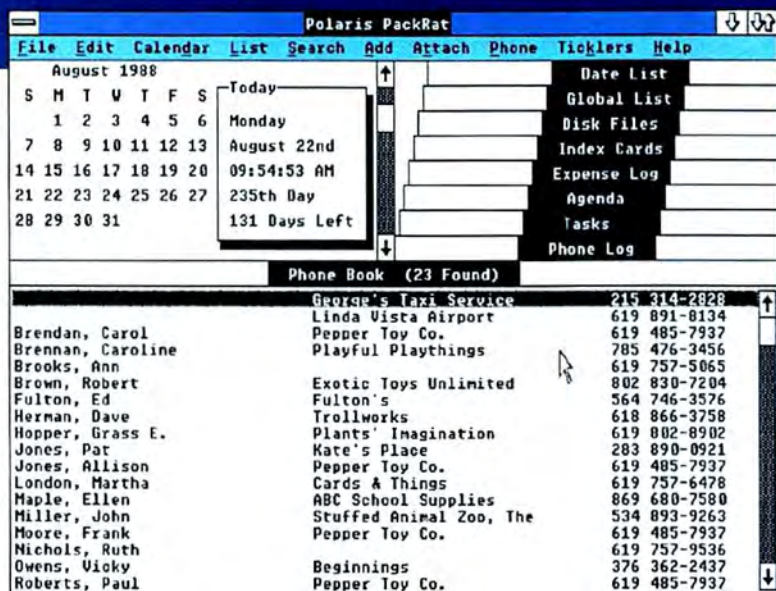 Polaris PackRat
File Edit Calendar List Search Add Attach Phone Ticklers Help
August 1988
S M T W T F S
1 2 3 4 5 6
7 8 9 10 11 12 13
14 15 16 17 18 19 20
21 22 23 24 25 26 27
28 29 30 31
Today
Monday
August 22nd
09:54:53 AM
235th Day
131 Days Left
Date List
Global List
Disk Files
Index Cards
Expense Log
Agenda
Tasks
Phone Log
Phone Book (23 Found)
George's Taxi Service 215 314-2828
Linda Vista Airport 619 891-8134
Brendan, Carol Pepper Toy Co. 619 485-7937
Brennan, Caroline Playful Playthings 785 476-3456
Brooks, Ann 619 757-5065
Brown, Robert Exotic Toys Unlimited 802 830-7204
Fulton, Ed Fulton's 564 746-3576
Herman, Dave Trollworks 618 866-3758
Hopper, Grass E. Plants' Imagination 619 802-8902
Jones, Pat Kate's Place 283 890-0921
Jones, Allison Pepper Toy Co. 619 485-7937
London, Martha Cards & Things 619 757-6478
Maple, Ellen ABC School Supplies 869 680-7580
Miller, John Stuffed Animal Zoo, The 534 893-9263
Moore, Frank Pepper Toy Co. 619 485-7937
Nichols, Ruth 619 757-9536
Owens, Vicky Beginnings 376 362-2437
Roberts, Paul Pepper Toy Co. 619 485-7937